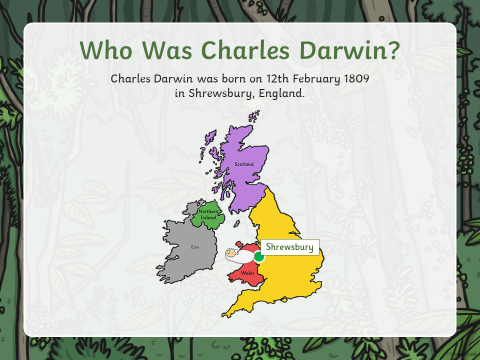 Who Was Charles Darwin?
Charles Darwin was born on 12th February 1809
in Shrewsbury, England.
Scotland
Northern
Ireland
Eire
Shrewsbury
Wales